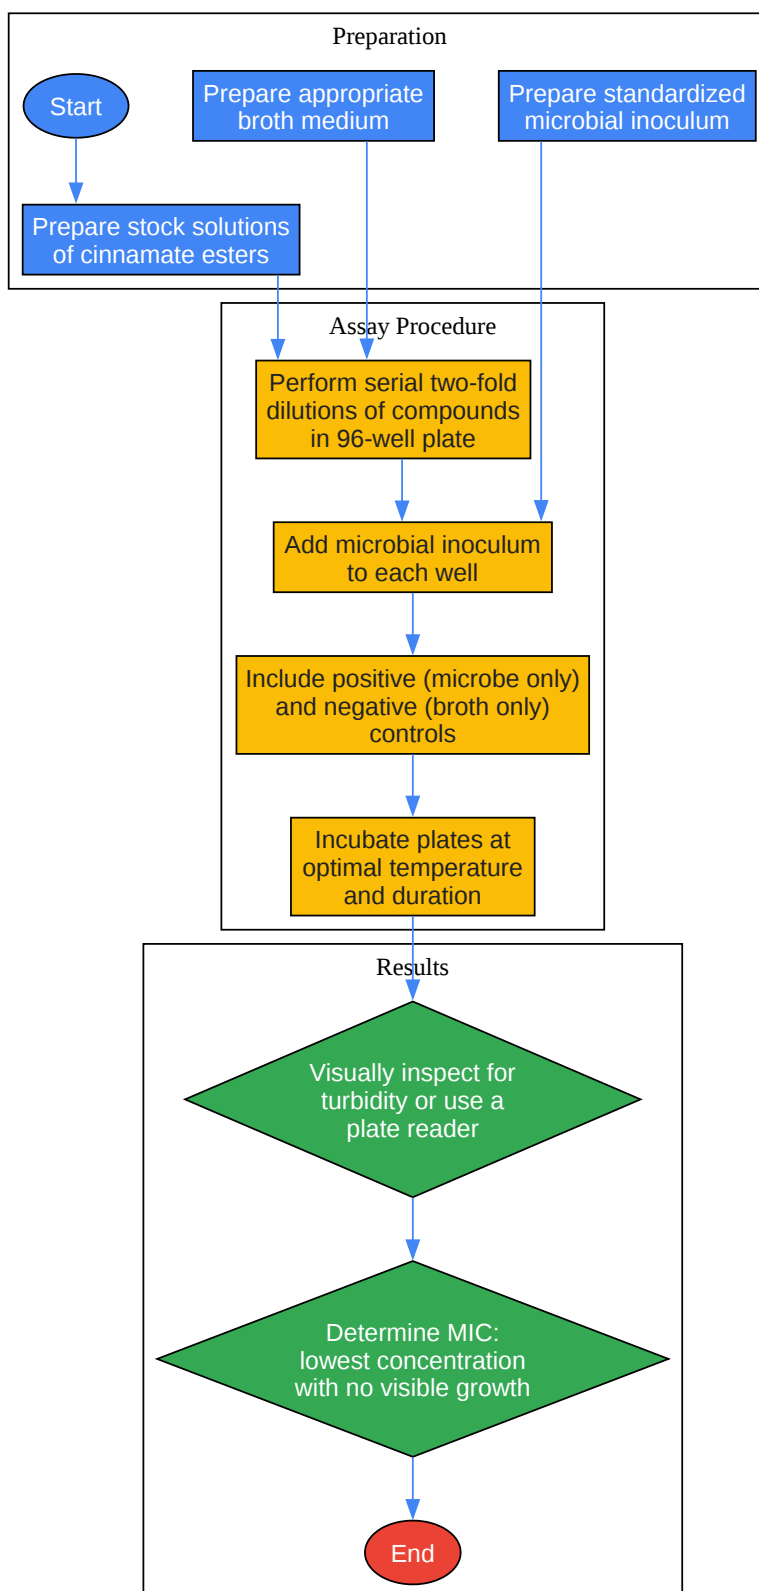 Preparation
Start
Prepare appropriate
broth medium
Prepare standardized
microbial inoculum
Prepare stock solutions
of cinnamate esters
Assay Procedure
Perform serial two-fold
dilutions of compounds
in 96-well plate
Add microbial inoculum
to each well
Include positive (microbe only)
and negative (broth only)
controls
Incubate plates at
optimal temperature
and duration
Results
Visually inspect for
turbidity or use a
plate reader
Determine MIC:
lowest concentration
with no visible growth
End